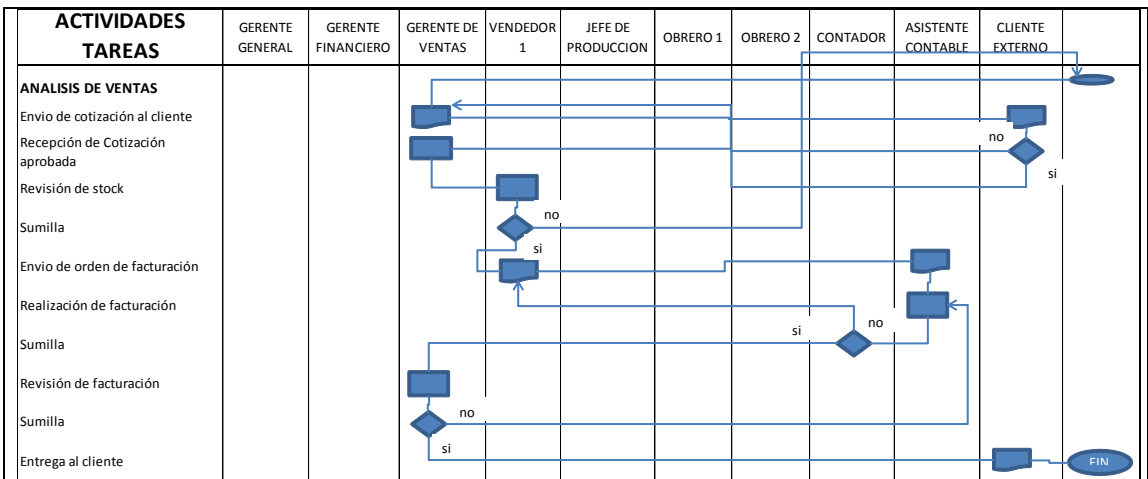 ACTIVIDADES
TAREAS
GERENTE
GENERAL
GERENTE
FINANCIERO
GERENTE DE
VENTAS
VENDEDOR
1
JEFE DE
PRODUCCION
OBRERO 1
OBRERO 2
CONTADOR
ASISTENTE
CONTABLE
CLIENTE
EXTERNO
ANALISIS DE VENTAS
Envio de cotización al cliente
no
Recepción de Cotización
aprobada
si
Revisión de stock
no
Sumilla
si
Envio de orden de facturación
Realización de facturación
si
no
Sumilla
Revisión de facturación
no
Sumilla
si
Entrega al cliente
FIN